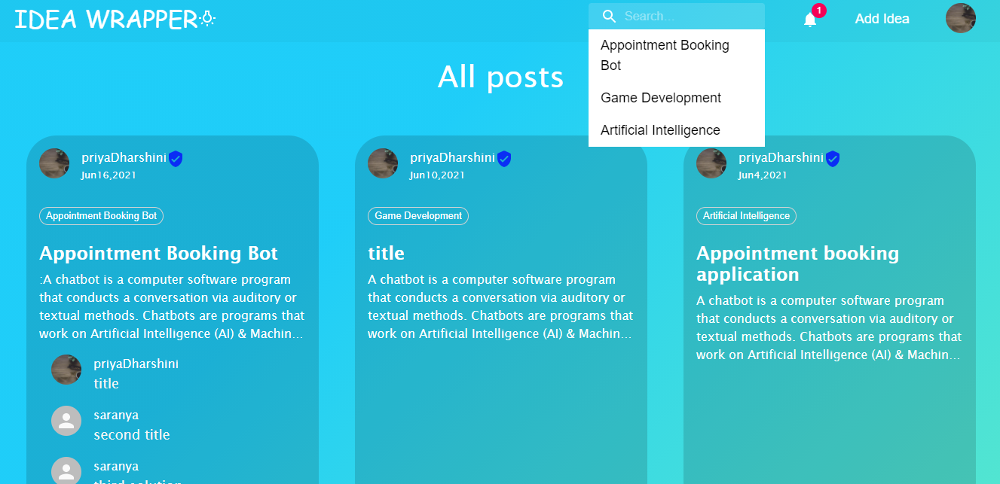 IDEA WRAPPER
Search...
1
Add Idea
Appointment Booking
Bot
Game Development
Artificial Intelligence
All posts
priyaDharshini
Jun16,2021
Appointment Booking Bot
Appointment Booking Bot
:A chatbot is a computer software program
that conducts a conversation via auditory or
textual methods. Chatbots are programs that
work on Artificial Intelligence (AI) & Machin...
priyaDharshini
title
saranya
second title
saranya
third solution
priyaDharshini
Jun10,2021
Game Development
title
A chatbot is a computer software program
that conducts a conversation via auditory or
textual methods. Chatbots are programs that
work on Artificial Intelligence (AI) & Machin...
priyaDharshini
Jun4,2021
Artificial Intelligence
Appointment booking
application
A chatbot is a computer software program
that conducts a conversation via auditory or
textual methods. Chatbots are programs that
work on Artificial Intelligence (AI) & Machin...